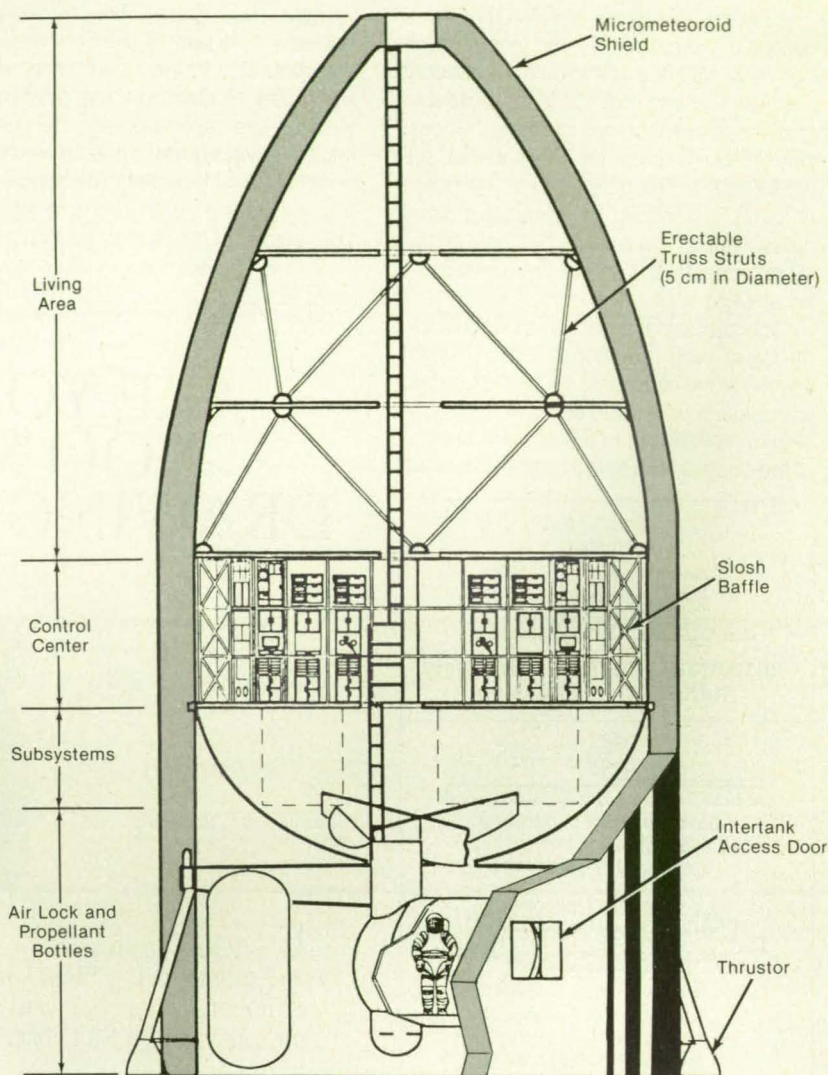 Micrometeoroid
Shield
Erectable
Truss Struts
(5 cm in Diameter)
Living
Area
Slosh
Baffle
Control
Center
Subsystems
Intertank
Access Door
Air Lock and
Propellant
Bottles
Thrustor